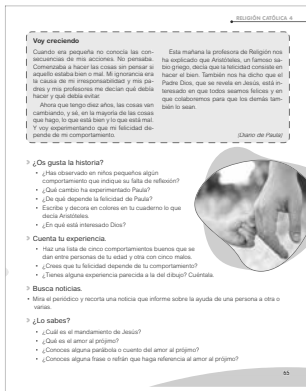 RELIGIÓN CATÓLICA 4
Voy creciendo
Cuando era pequeña no conocía las con-
secuencias de mis acciones. No pensaba.
Comenzaba a hacer las cosas sin pensar si
aquello estaba bien o mal. Mi ignorancia era
la causa de mi irresponsabilidad y mis pa-
dres y mis profesores me decían qué debía
hacer y qué debía evitar.
Ahora que tengo diez años, las cosas van
cambiando, y sé, en la mayoría de las cosas
que hago, lo que está bien y lo que está mal.
Y voy experimentando que mi felicidad de-
pende de mi comportamiento.
Esta mañana la profesora de Religión nos
ha explicado que Aristóteles, un famoso sa-
bio griego, decía que la felicidad consiste en
hacer el bien. También nos ha dicho que el
Padre Dios, que se revela en Jesús, está in-
teresado en que todos seamos felices y en
que colaboremos para que los demás tam-
bién lo sean.
(Diario de Paula)
¿Os gusta la historia?
• ¿Has observado en niños pequeños algún
comportamiento que indique su falta de reflexión?
• ¿Qué cambio ha experimentado Paula?
• ¿De qué depende la felicidad de Paula?
• Escribe y decora en colores en tu cuaderno lo que
decía Aristóteles.
• ¿En qué está interesado Dios?
Cuenta tu experiencia.
• Haz una lista de cinco comportamientos buenos que se
dan entre personas de tu edad y otra con cinco malos.
• ¿Crees que tu felicidad depende de tu comportamiento?
• ¿Tienes alguna experiencia parecida a la del dibujo? Cuéntala.
Busca noticias.
• Mira el periódico y recorta una noticia que informe sobre la ayuda de una persona a otra o
varias.
¿Lo sabes?
• ¿Cuál es el mandamiento de Jesús?
• ¿Qué es el amor al prójimo?
• ¿Conoces alguna parábola o cuento del amor al prójimo?
• ¿Conoces alguna frase o refrán que haga referencia al amor al prójimo?
65